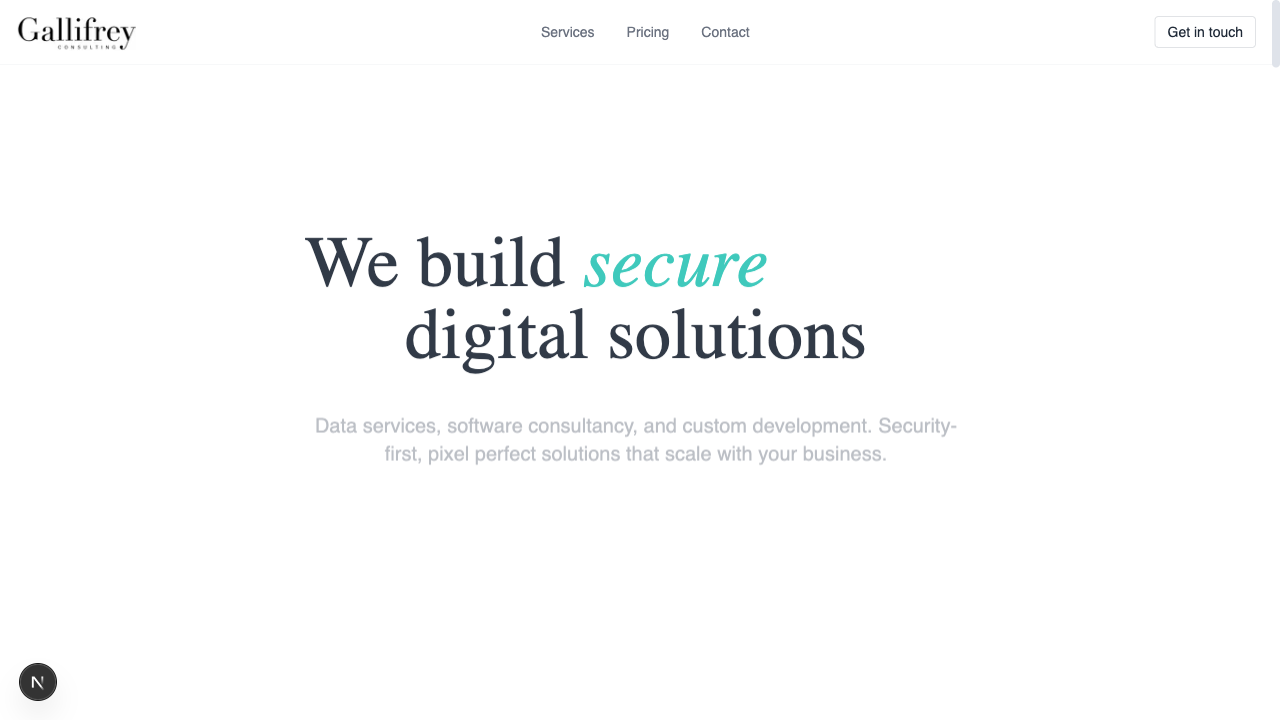 Gallifrey
CONSULTING
Services
Pricing
Contact
Get in touch
We build secure
digital solutions
Data services, software consultancy, and custom development. Security-
first, pixel perfect solutions that scale with your business.
N